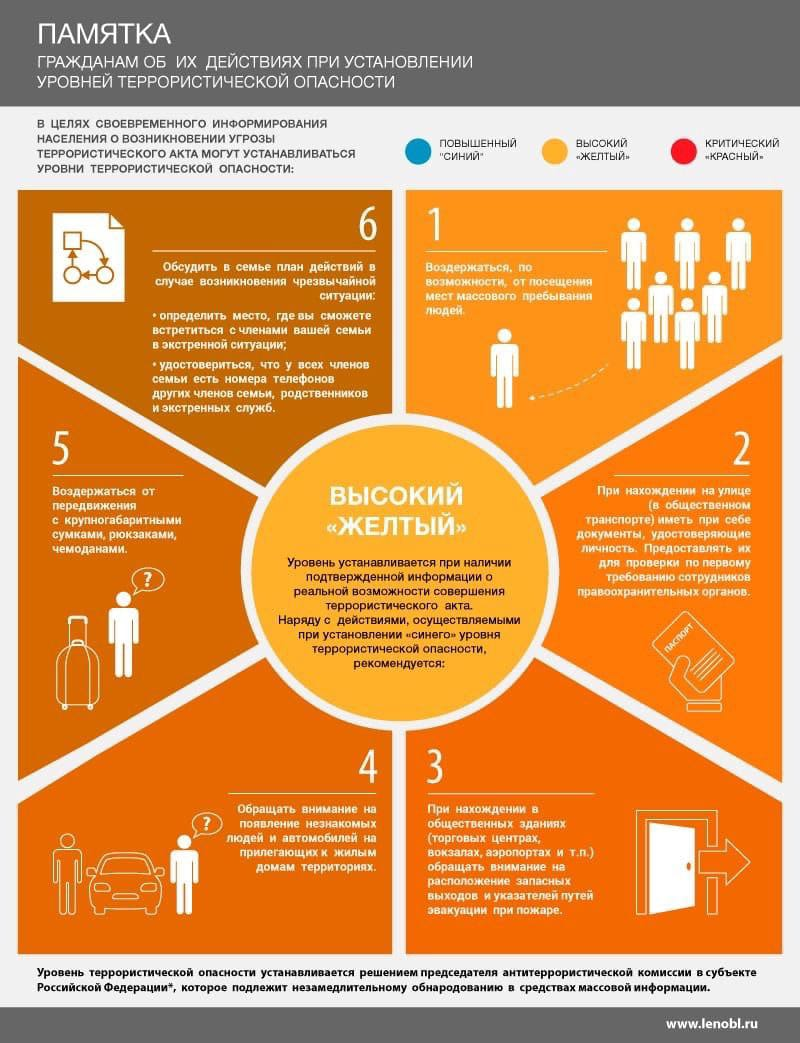 ПАМЯТКА
ГРАЖДАНАМ ОБ ИХ ДЕЙСТВИЯХ ПРИ УСТАНОВЛЕНИИ
УРОВНЕЙ ТЕРРОРИСТИЧЕСКОЙ ОПАСНОСТИ
В ЦЕЛЯХ СВОЕВРЕМЕННОГО ИНФОРМИРОВАНИЯ
НАСЕЛЕНИЯ О ВОЗНИКНОВЕНИИ УГРОЗЫ
ТЕРРОРИСТИЧЕСКОГО АКТА МОГУТ УСТАНАВЛИВАТЬСЯ
УРОВНИ ТЕРРОРИСТИЧЕСКОЙ ОПАСНОСТИ:
ПОВЫШЕННЫЙ
"СИНИЙ"
ВЫСОКИЙ
«ЖЕЛТЫЙ»
КРИТИЧЕСКИЙ
«КРАСНЫЙ»
1
Воздержаться, по
возможности, от посещения
мест массового пребывания
людей.
2
При нахождении на улице
(в общественном
транспорте) иметь при себе
документы, удостоверяющие
личность. Предоставлять их
для проверки по первому
требованию сотрудников
правоохранительных органов.
ПАСПОРТ
3
При нахождении в
общественных зданиях
(торговых центрах,
вокзалах, аэропортах и т.п.)
обращать внимание на
расположение запасных
выходов и указателей путей
эвакуации при пожаре.
4
Обращать внимание на
появление незнакомых
людей и автомобилей на
прилегающих к жилым
домам территориях.
?
5
Воздержаться от
передвижения
с крупногабаритными
сумками, рюкзаками,
чемоданами.
?
6
Обсудить в семье план действий в
случае возникновения чрезвычайной
ситуации:
• определить место, где вы сможете
встретиться с членами вашей семьи
в экстренной ситуации;
• удостовериться, что у всех членов
семьи есть номера телефонов
других членов семьи, родственников
и экстренных служб.
ВЫСОКИЙ
«ЖЕЛТЫЙ»
Уровень устанавливается при наличии
подтвержденной информации о
реальной возможности совершения
террористического акта.
Наряду с действиями, осуществляемыми
при установлении «синего» уровня
террористической опасности,
рекомендуется:
Уровень террористической опасности устанавливается решением председателя антитеррористической комиссии в субъекте
Российской Федерации*, которое подлежит незамедлительному обнародованию в средствах массовой информации.
www.lenobl.ru